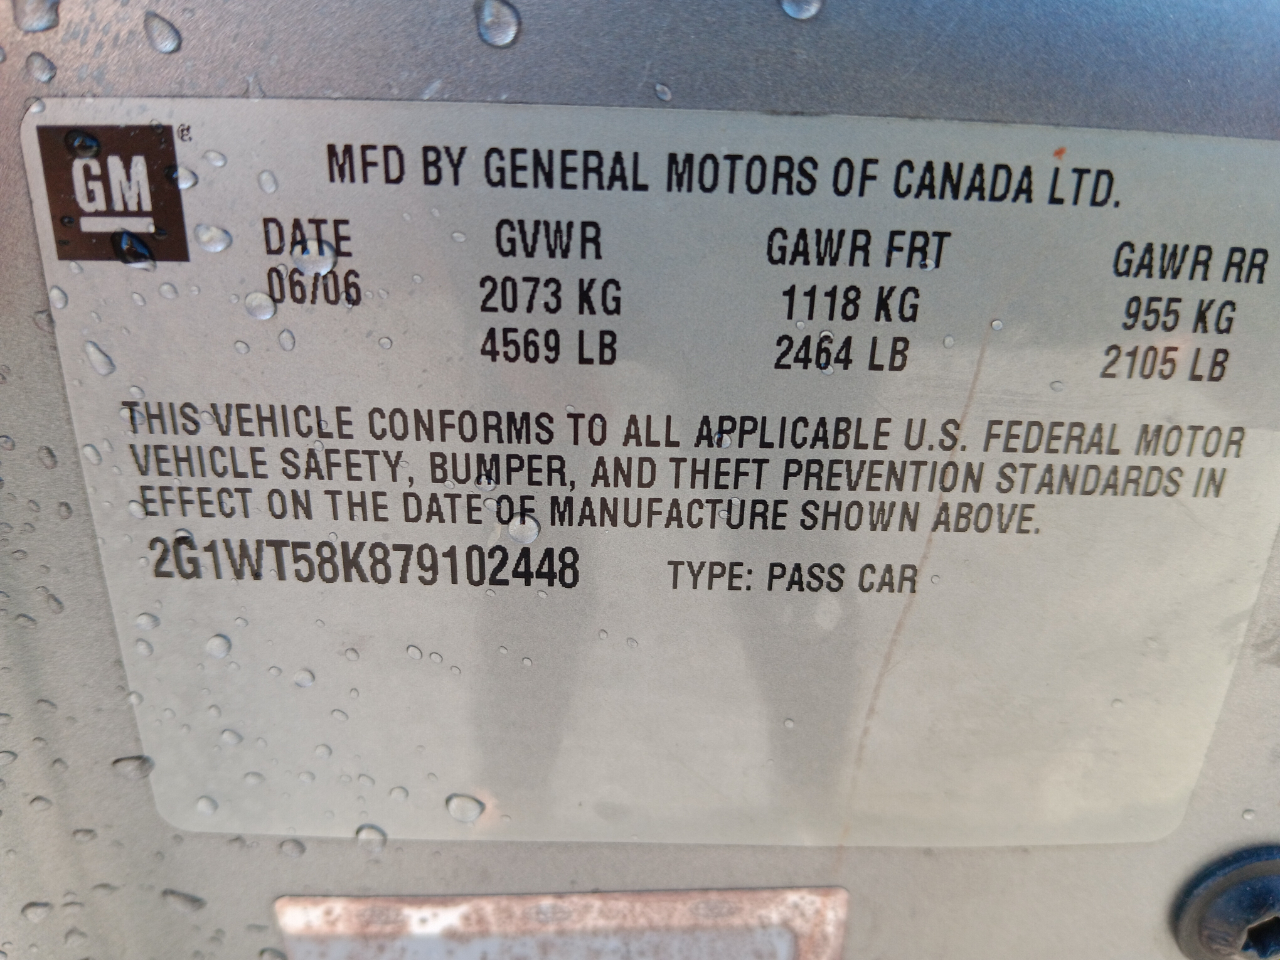 GM®
MFD BY GENERAL MOTORS OF CANADA LTD.
DATE GVWR GAWR FRT GAWR RR
06/06 2073 KG 1118 KG 955 KG
4569 LB 2464 LB 2105 LB
THIS VEHICLE CONFORMS TO ALL APPLICABLE U.S. FEDERAL MOTOR
VEHICLE SAFETY, BUMPER, AND THEFT PREVENTION STANDARDS IN
EFFECT ON THE DATE OF MANUFACTURE SHOWN ABOVE.
2G1WT58K879102448 TYPE: PASS CAR